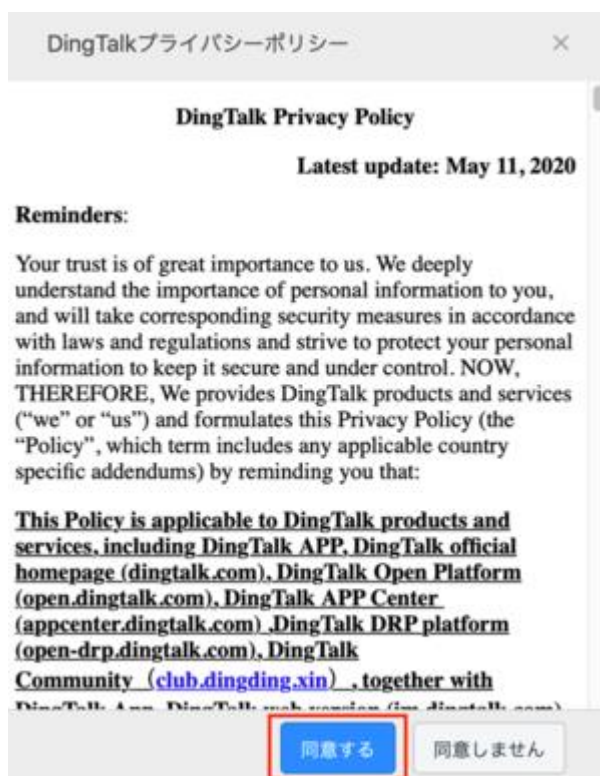 DingTalkプライバシーポリシー
DingTalk Privacy Policy
Latest update: May 11, 2020
Reminders:
Your trust is of great importance to us. We deeply
understand the importance of personal information to you,
and will take corresponding security measures in accordance
with laws and regulations and strive to protect your personal
information to keep it secure and under control. NOW,
THEREFORE, We provides DingTalk products and services
(“we” or “us”) and formulates this Privacy Policy (the
“Policy”, which term includes any applicable country
specific addendums) by reminding you that:
This Policy is applicable to DingTalk products and
services, including DingTalk APP, DingTalk official
homepage (dingtalk.com), DingTalk Open Platform
(open.dingtalk.com), DingTalk APP Center
(appcenter.dingtalk.com) ,DingTalk DRP platform
(open-drp.dingtalk.com), DingTalk
Community（club.dingding.xin）, together with
DingTalk App, DingTalk web version (im.dingtalk.com)
同意する 同意しません